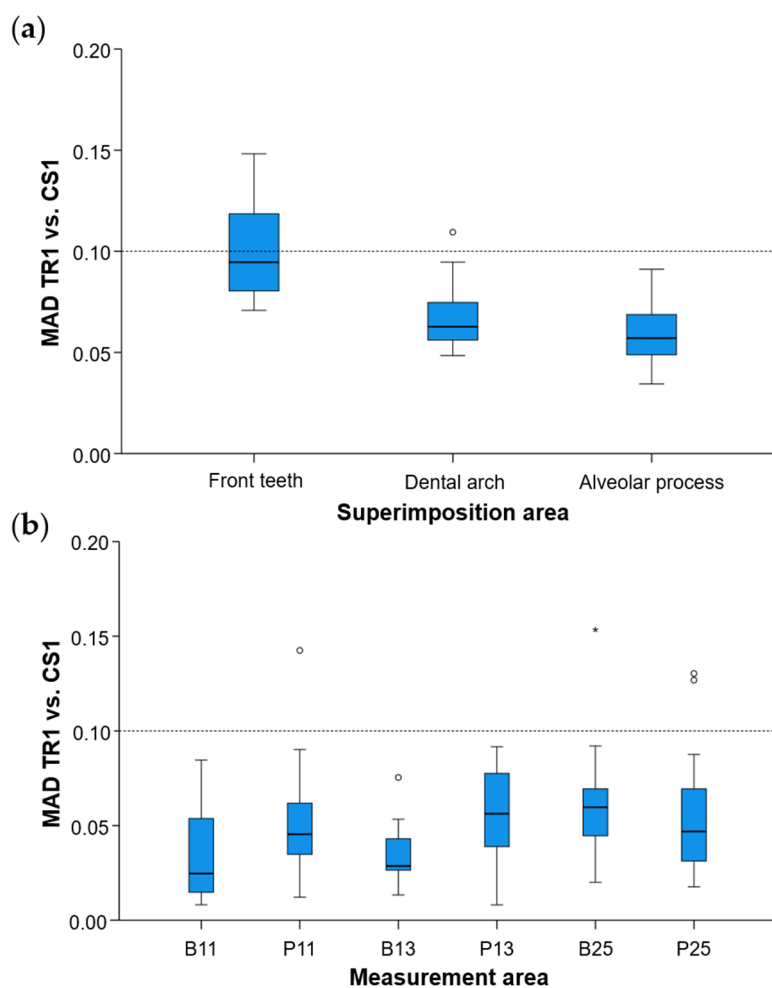 (a)
MAD TR1 vs. CS1
0.20
0.15
0.10
0.05
0.00
Front teeth Dental arch Alveolar process
Superimposition area
(b)
MAD TR1 vs. CS1
0.20
0.15
0.10
0.05
0.00
B11 P11 B13 P13 B25 P25
Measurement area